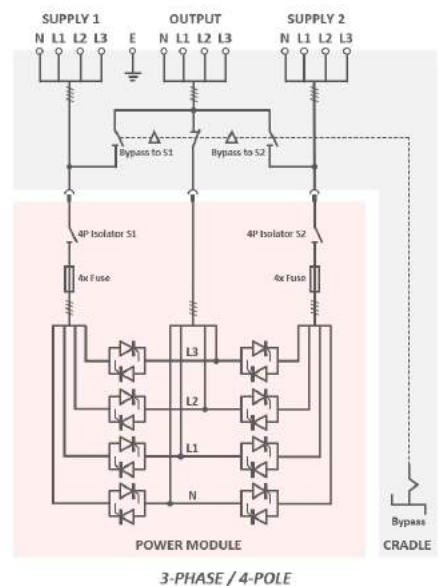 SUPPLY 1 OUTPUT SUPPLY 2
N L1 L2 L3 E N L1 L2 L3 N L1 L2 L3
Bypass to S1 Bypass to S2
4P Isolator S1 4P Isolator S2
4x Fuse 4x Fuse
L3
L2
L1
N
Bypass
POWER MODULE CRADLE
3-PHASE / 4-POLE